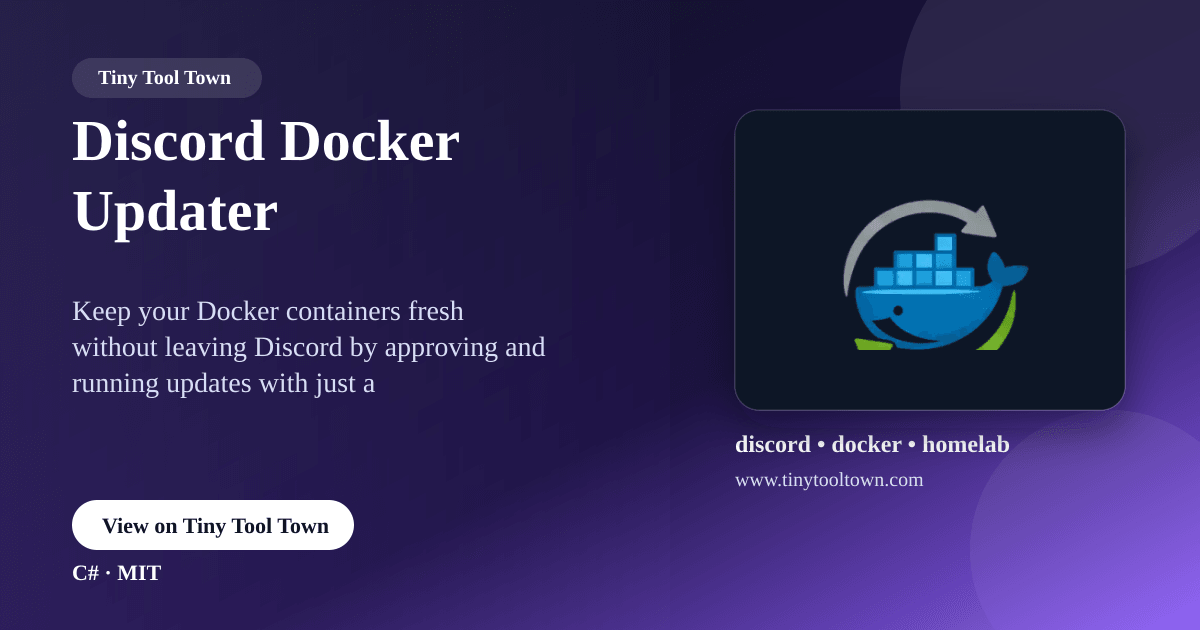 Tiny Tool Town
Discord Docker
Updater
Keep your Docker containers fresh
without leaving Discord by approving and
running updates with just a
View on Tiny Tool Town
C# · MIT
discord • docker • homelab
www.tinytooltown.com